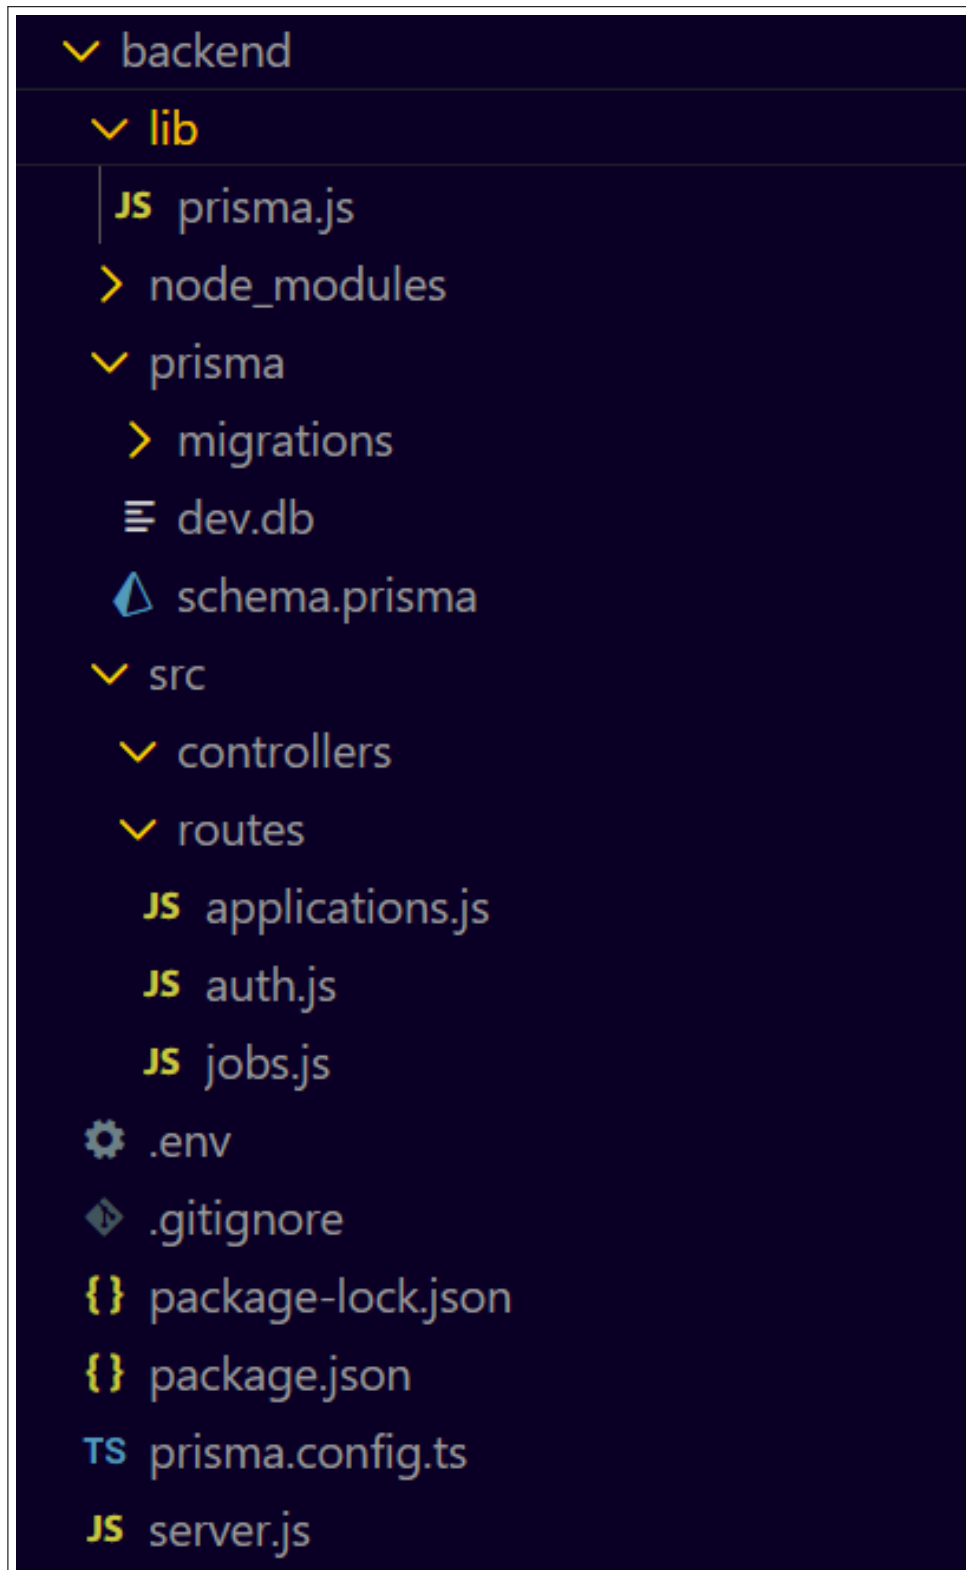 backend
lib
JS prisma.js
node_modules
prisma
migrations
dev.db
schema.prisma
src
controllers
routes
JS applications.js
JS auth.js
JS jobs.js
.env
.gitignore
{} package-lock.json
{} package.json
TS prisma.config.ts
JS server.js